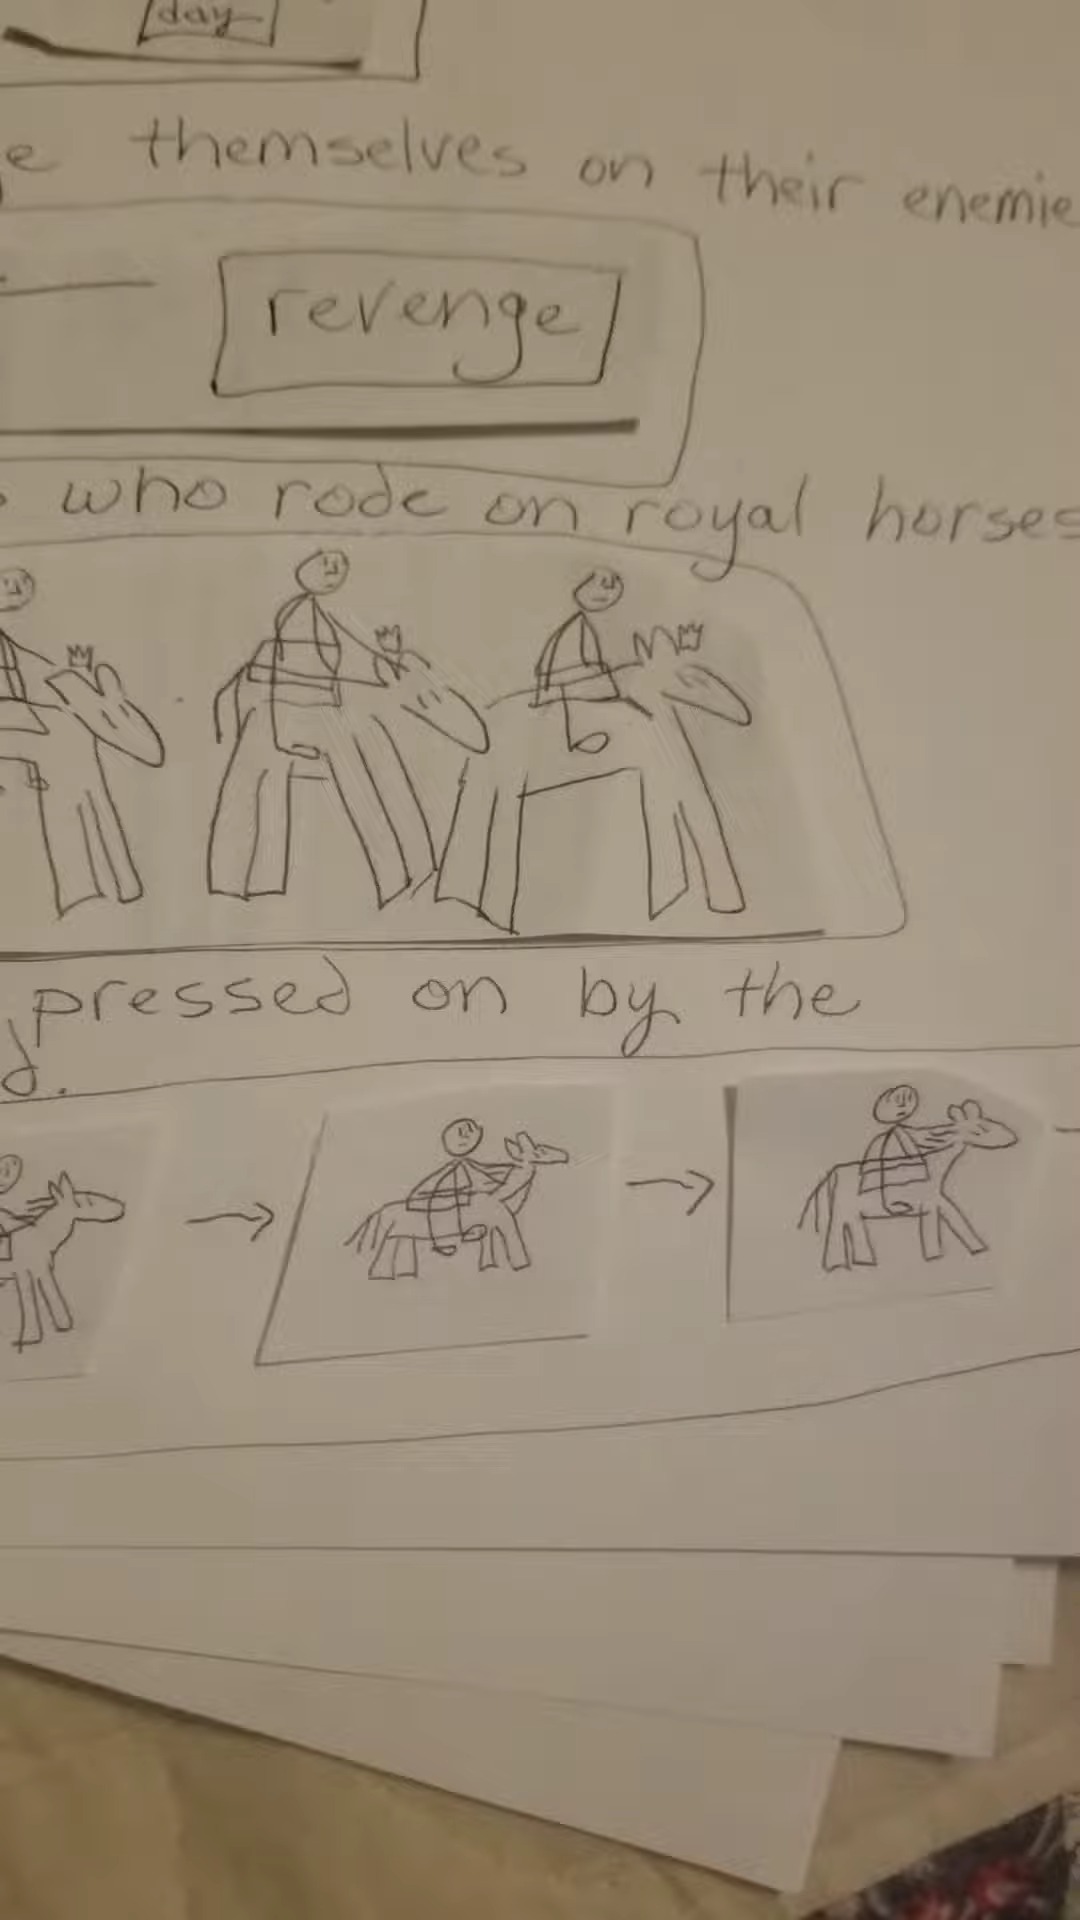 day
e themselves on their enemie
revenge
who rode on royal horses
pressed on by the
d.